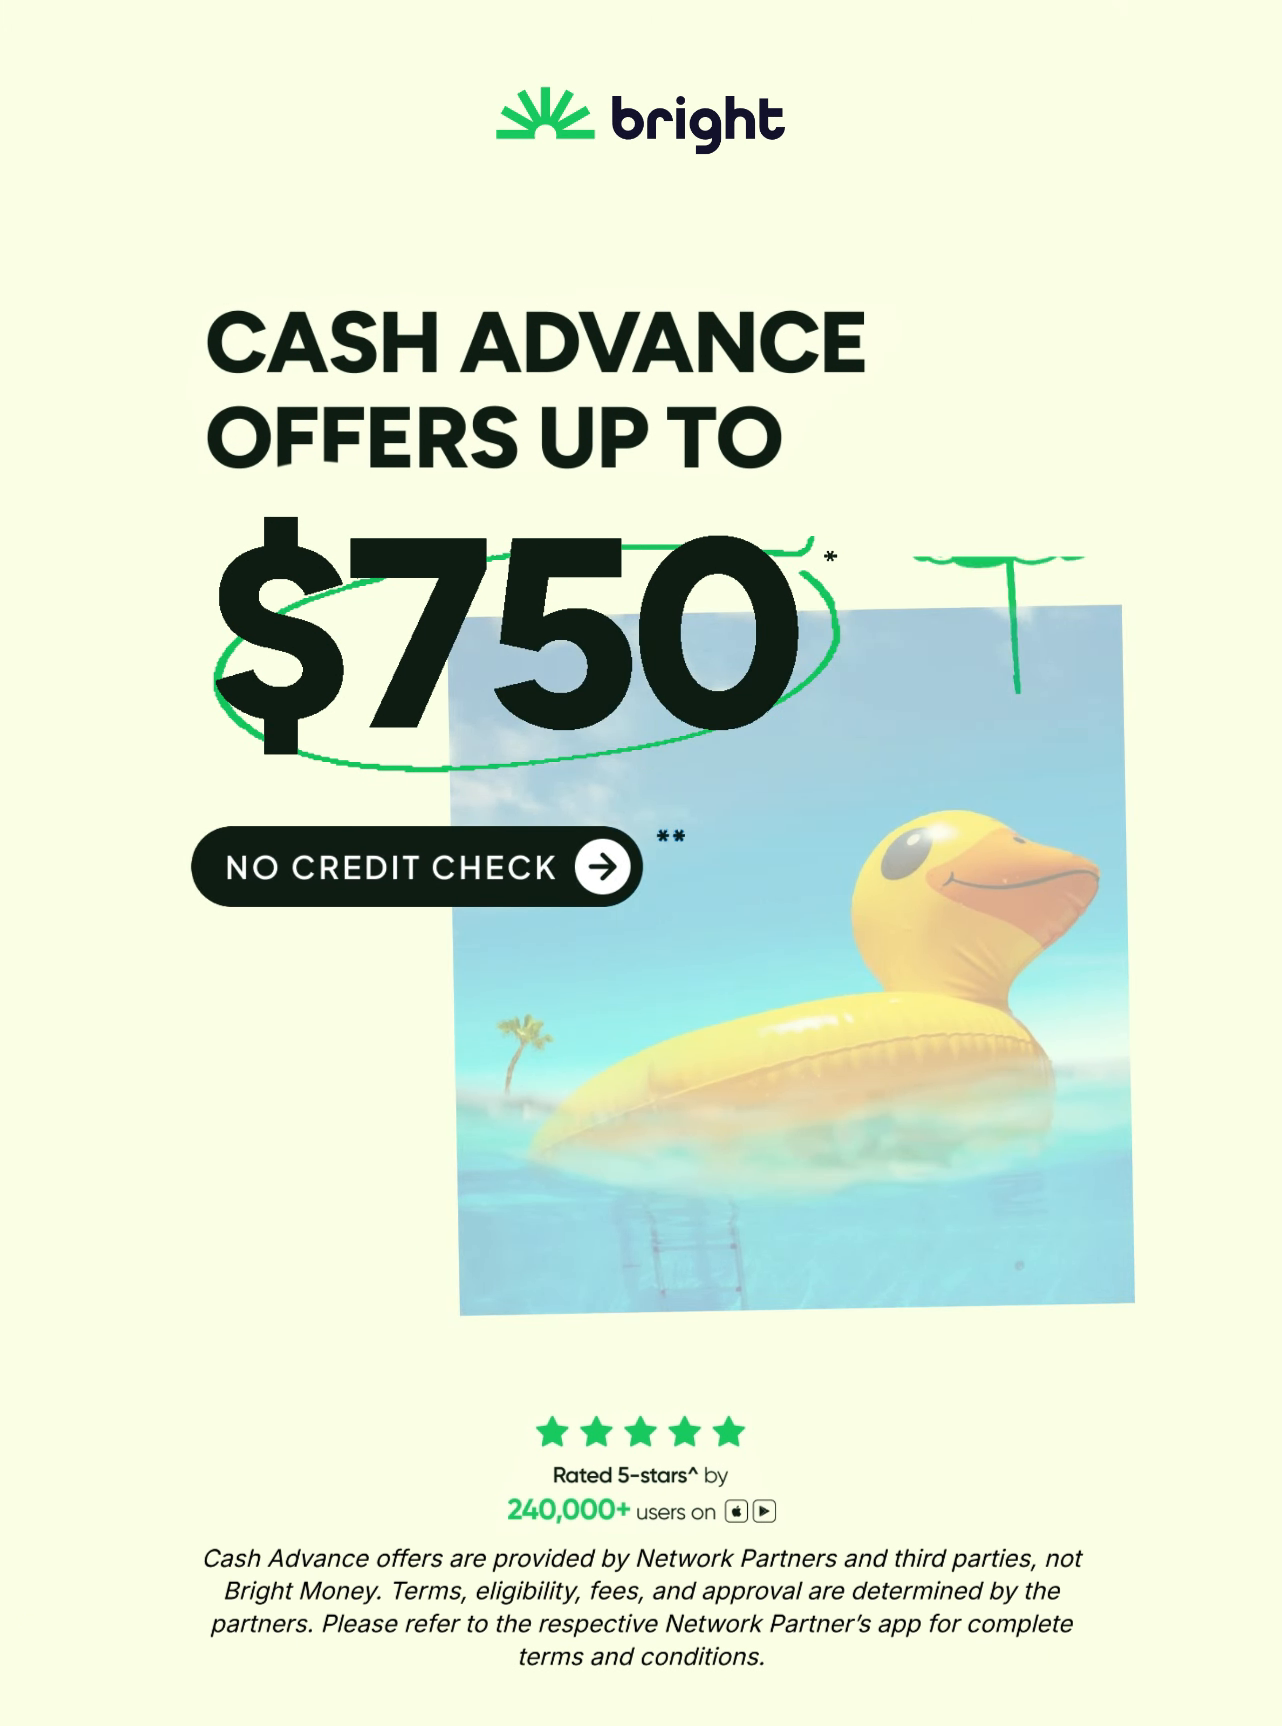 bright
CASH ADVANCE
OFFERS UP TO
$750*
NO CREDIT CHECK**
Rated 5-stars^ by
240,000+ users on
Cash Advance offers are provided by Network Partners and third parties, not
Bright Money. Terms, eligibility, fees, and approval are determined by the
partners. Please refer to the respective Network Partner’s app for complete
terms and conditions.